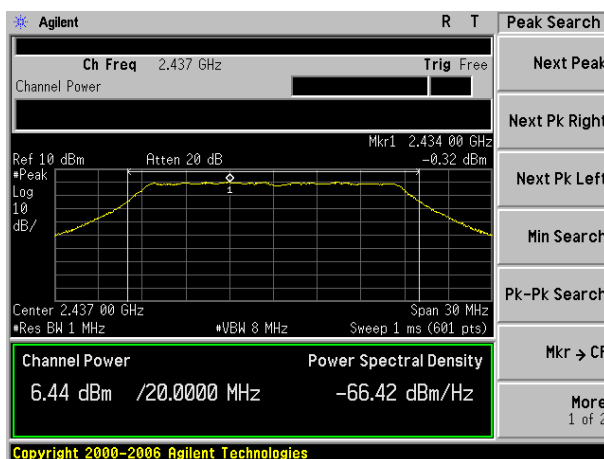 Agilent R T Peak Search
Ch Freq 2.437 GHz Trig Free
Channel Power
Next Peak
Next Pk Right
Next Pk Left
Min Search
Pk-Pk Search
Mkr → CF
More
1 of 2
Mkr1 2.434 00 GHz
Ref 10 dBm Atten 20 dB -0.32 dBm
#Peak
Log
10
dB/
1
Center 2.437 00 GHz Span 30 MHz
#Res BW 1 MHz #VBW 8 MHz Sweep 1 ms (601 pts)
Channel Power Power Spectral Density
6.44 dBm /20.0000 MHz -66.42 dBm/Hz
Copyright 2000-2006 Agilent Technologies